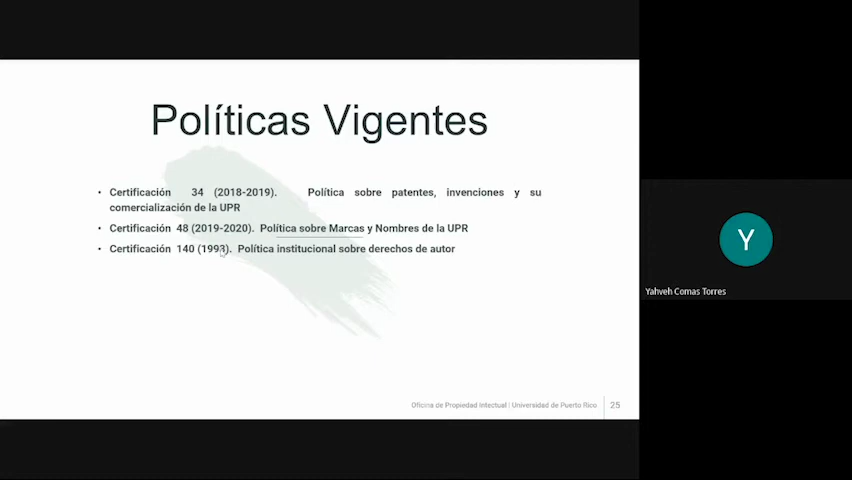 Políticas Vigentes
• Certificación 34 (2018-2019). Política sobre patentes, invenciones y su
comercialización de la UPR
• Certificación 48 (2019-2020). Política sobre Marcas y Nombres de la UPR
• Certificación 140 (1993). Política institucional sobre derechos de autor
Oficina de Propiedad Intectual | Universidad de Puerto Rico
25
Y
Yahveh Comas Torres